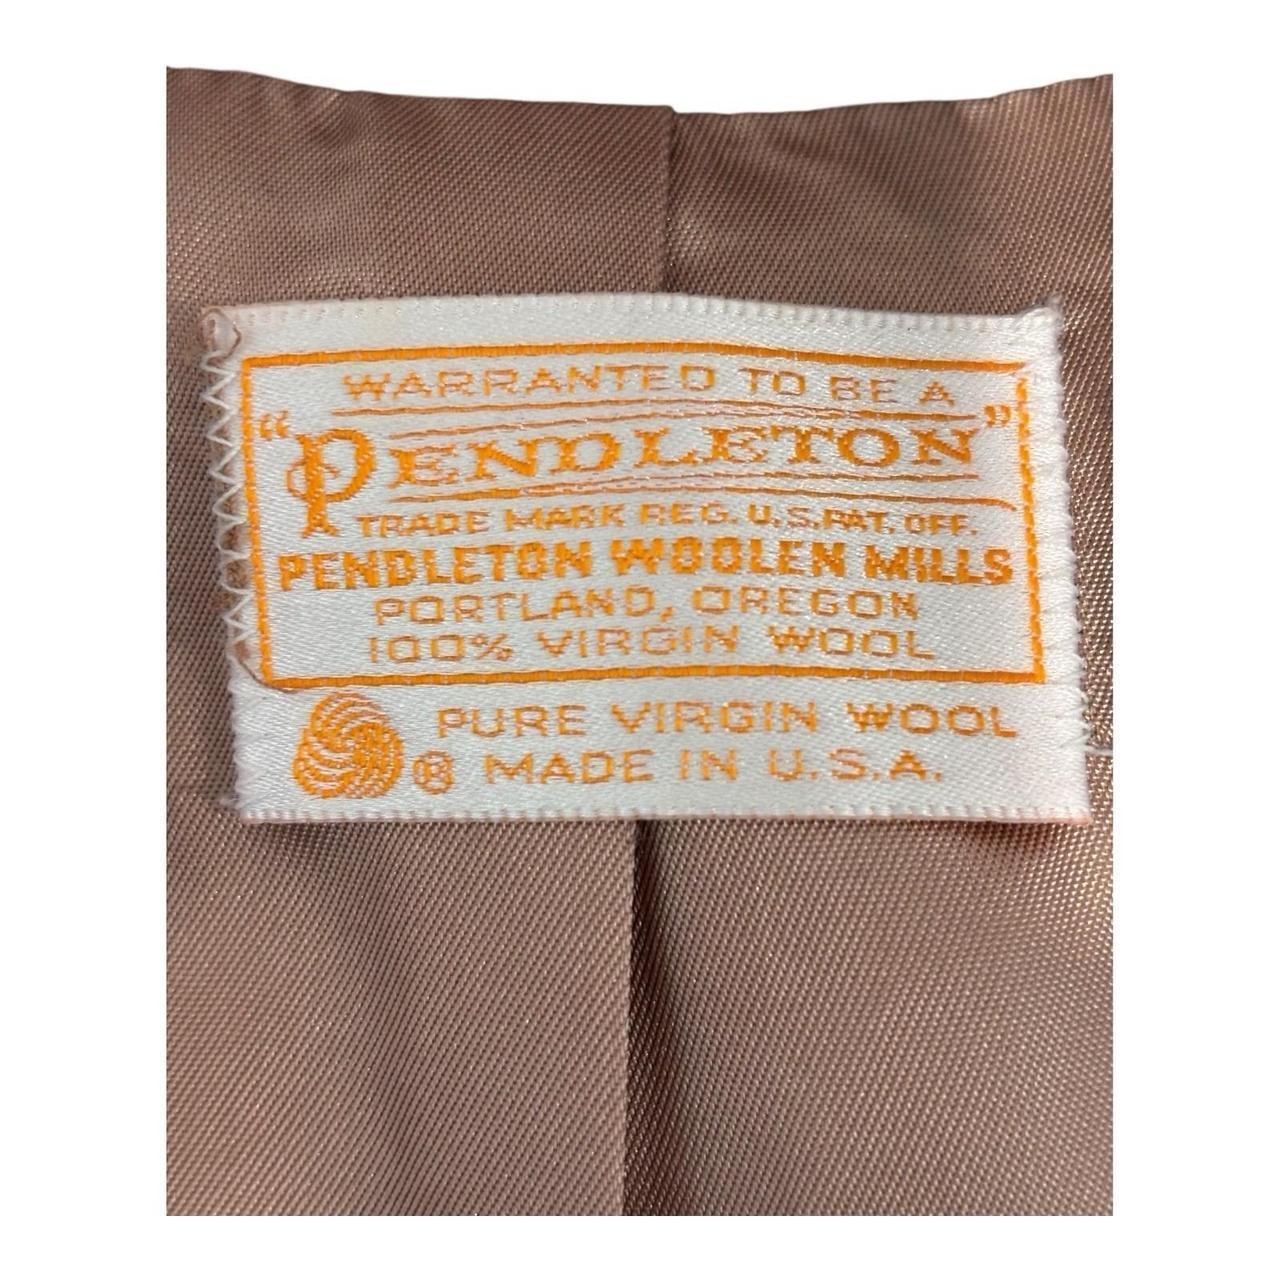 WARRANTED TO BE A
"PENDLETON"
TRADE MARK REG. U.S. PAT. OFF.
PENDLETON WOOLEN MILLS
PORTLAND, OREGON
100% VIRGIN WOOL
PURE VIRGIN WOOL
® MADE IN U.S.A.